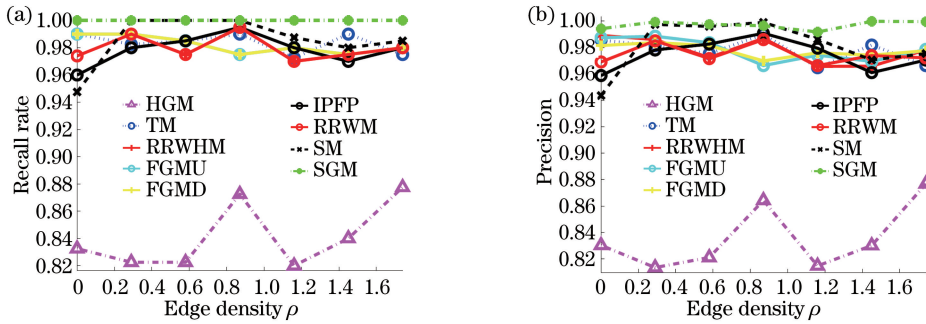 (a)
1.00
0.98
0.96
0.94
0.92
0.90
0.88
0.86
0.84
0.82
Recall rate
HGM
TM
RRWHM
FGMU
FGMD
IPFP
RRWM
SM
SGM
0 0.2 0.4 0.6 0.8 1.0 1.2 1.4 1.6
Edge density ρ
(b)
1.00
0.98
0.96
0.94
0.92
0.90
0.88
0.86
0.84
0.82
Precision
HGM
TM
RRWHM
FGMU
FGMD
IPFP
RRWM
SM
SGM
0 0.2 0.4 0.6 0.8 1.0 1.2 1.4 1.6
Edge density ρ